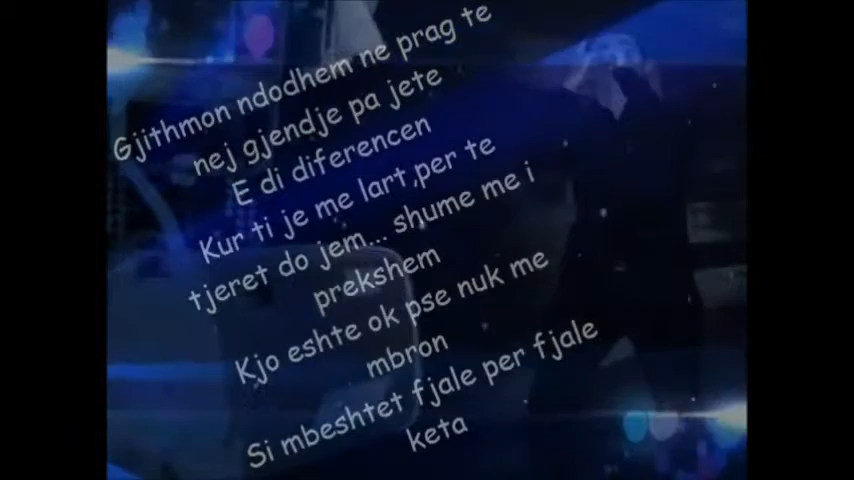 Gjithmon ndodhem ne prag te
nej gjendje pa jete
E di diferencen
Kur ti je me lart,per te
tjeret do jem... shume me i
prekshem
Kjo eshte ok pse nuk me
mbron
Si mbeshtet fjale per fjale
keta